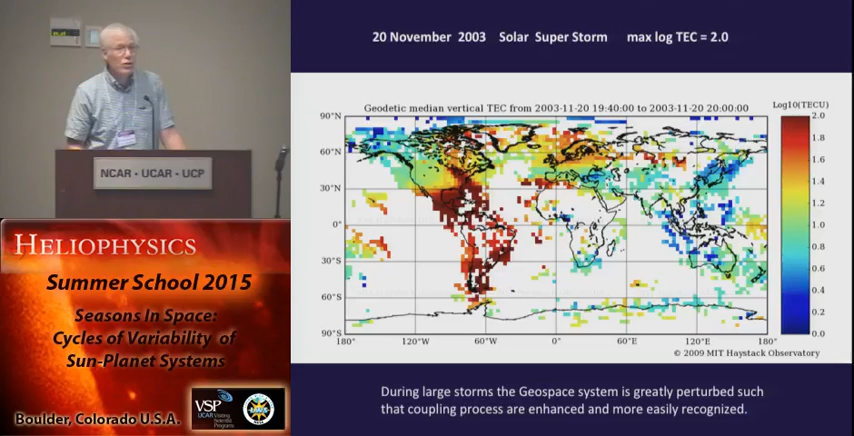 20 November 2003 Solar Super Storm max log TEC = 2.0
NCAR - UCAR - UCP
HELIOPHYSICS
Summer School 2015
Seasons In Space:
Cycles of Variability of
Sun-Planet Systems
VSP
UCAR Visiting
Scientist
Programs
Boulder, Colorado U.S.A.
Geodetic median vertical TEC from 2003-11-20 19:40:00 to 2003-11-20 20:00:00
Log10(TECU)
90°N
60°N
30°N
0°
30°S
60°S
90°S
180° 120°W 60°W 0° 60°E 120°E 180°
2.0
1.8
1.6
1.4
1.2
1.0
0.8
0.6
0.4
0.2
0.0
© 2009 MIT Haystack Observatory
During large storms the Geospace system is greatly perturbed such
that coupling process are enhanced and more easily recognized.